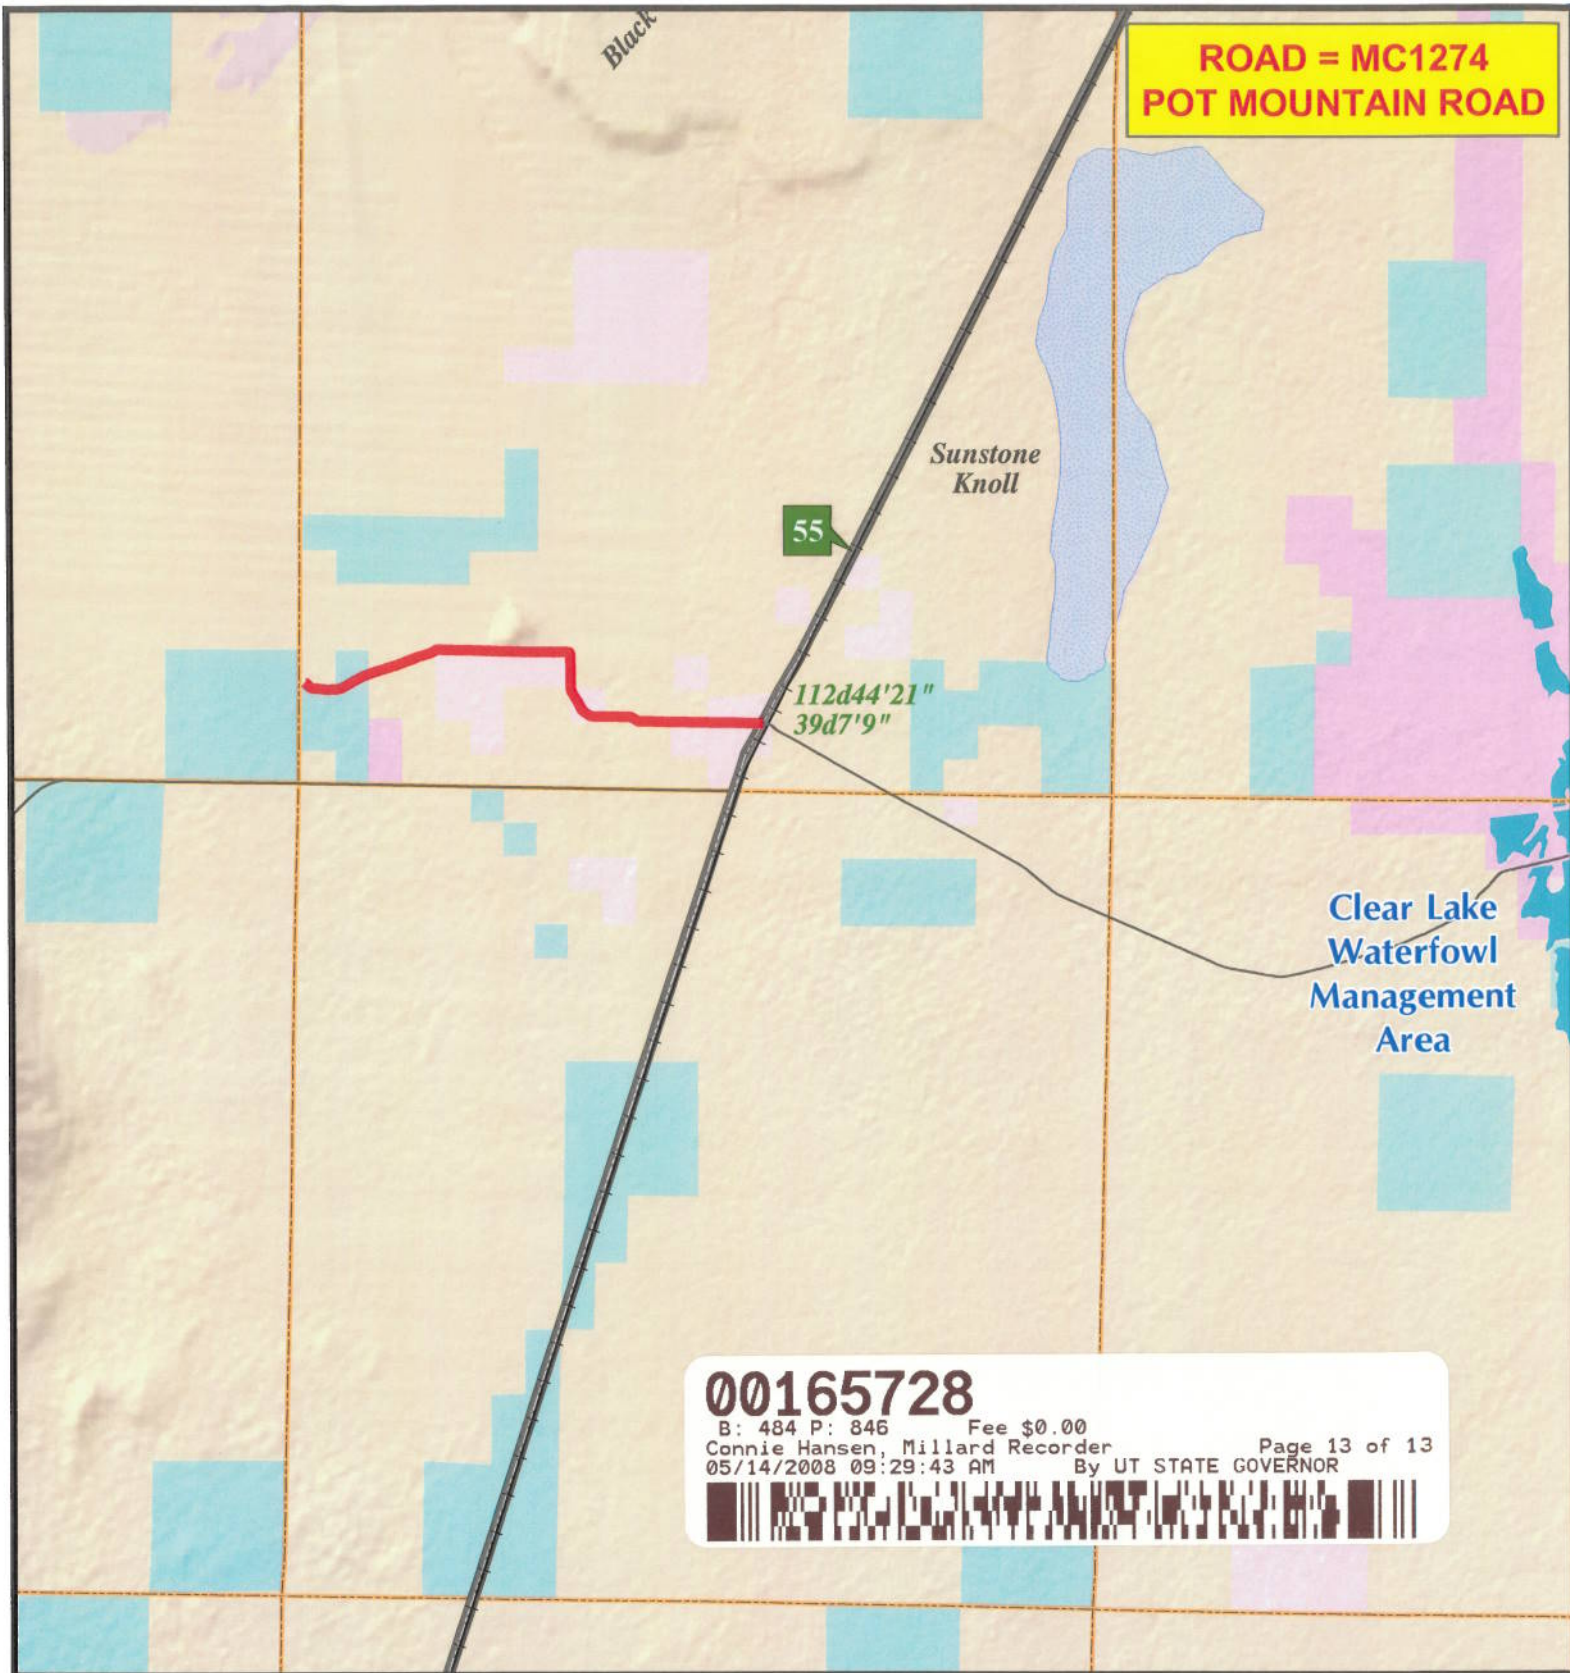 Black
ROAD = MC1274
POT MOUNTAIN ROAD
Sunstone
Knoll
55
112d44'21"
39d7'9"
Clear Lake
Waterfowl
Management
Area
00165728
B: 484 P: 846 Fee $0.00
Connie Hansen, Millard Recorder Page 13 of 13
05/14/2008 09:29:43 AM By UT STATE GOVERNOR